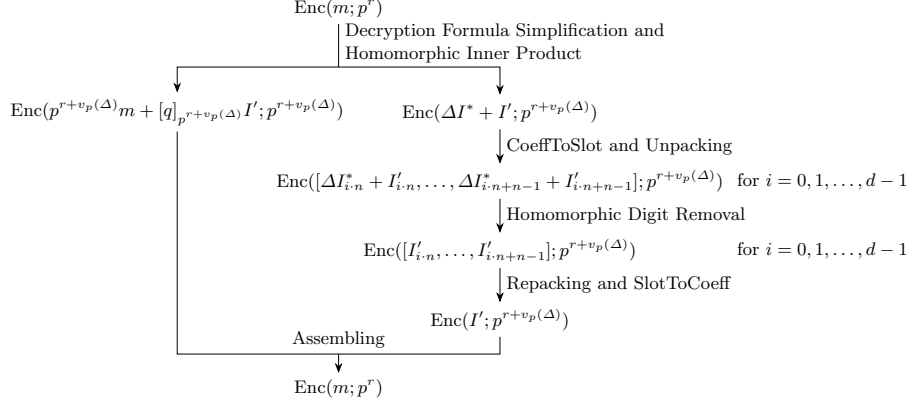 Enc(m; p^r)
Decryption Formula Simplification and
Homomorphic Inner Product
Enc(p^{r+v_p(Δ)}m + [q]_{p^{r+v_p(Δ)}}I′; p^{r+v_p(Δ)})
Enc(ΔI* + I′; p^{r+v_p(Δ)})
CoeffToSlot and Unpacking
Enc([ΔI*_{i·n} + I′_{i·n}, . . . , ΔI*_{i·n+n−1} + I′_{i·n+n−1}]; p^{r+v_p(Δ)}) for i = 0, 1, . . . , d − 1
Homomorphic Digit Removal
Enc([I′_{i·n}, . . . , I′_{i·n+n−1}]; p^{r+v_p(Δ)}) for i = 0, 1, . . . , d − 1
Repacking and SlotToCoeff
Enc(I′; p^{r+v_p(Δ)})
Assembling
Enc(m; p^r)